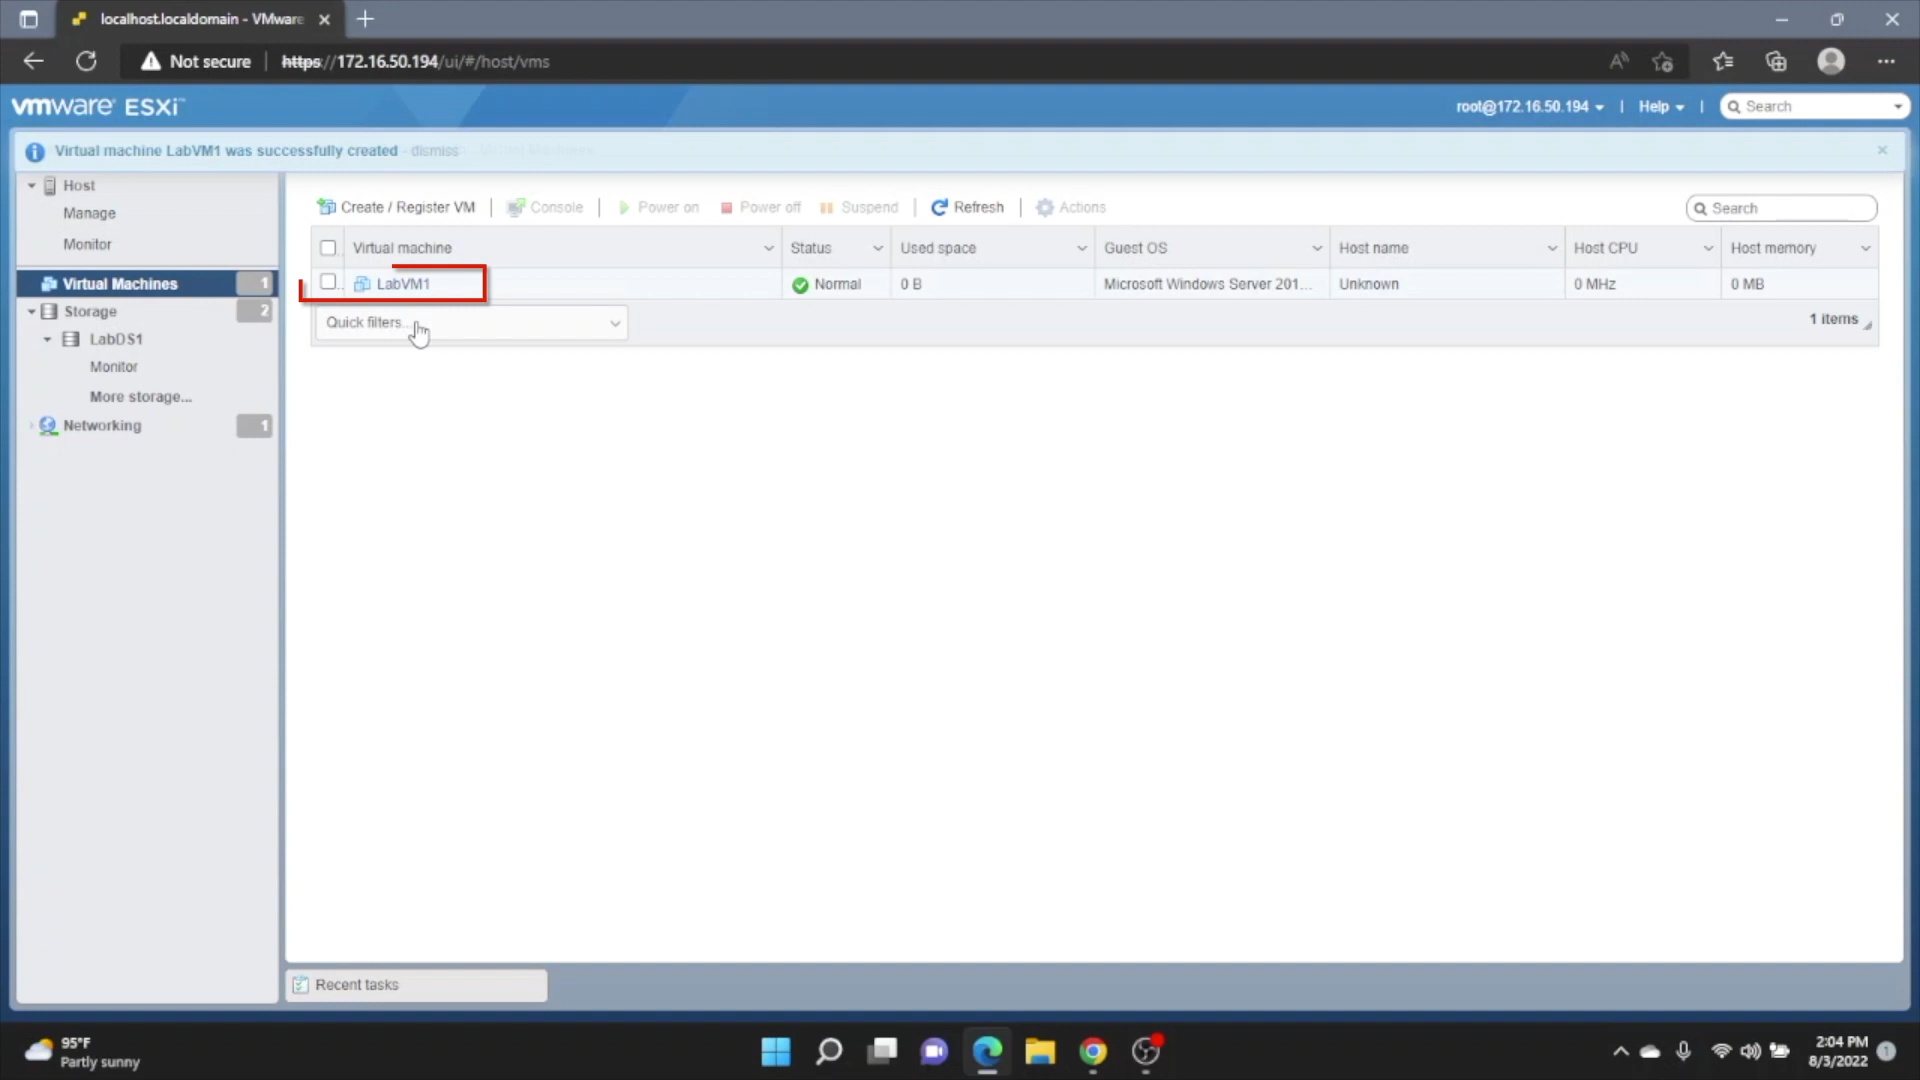 localhost.localdomain - VMware
Not secure https://172.16.50.194/ui/#/host/vms
vmware ESXi™
root@172.16.50.194 | Help | Search
Virtual machine LabVM1 was successfully created - dismiss
Host
Manage
Monitor
Virtual Machines 1
Storage 2
LabDS1
Monitor
More storage...
Networking 1
Create / Register VM | Console | Power on Power off Suspend | Refresh | Actions
Search
Virtual machine Status Used space Guest OS Host name Host CPU Host memory
LabVM1 Normal 0 B Microsoft Windows Server 201... Unknown 0 MHz 0 MB
Quick filters...
1 items
Recent tasks
95°F
Partly sunny
2:04 PM
8/3/2022
1